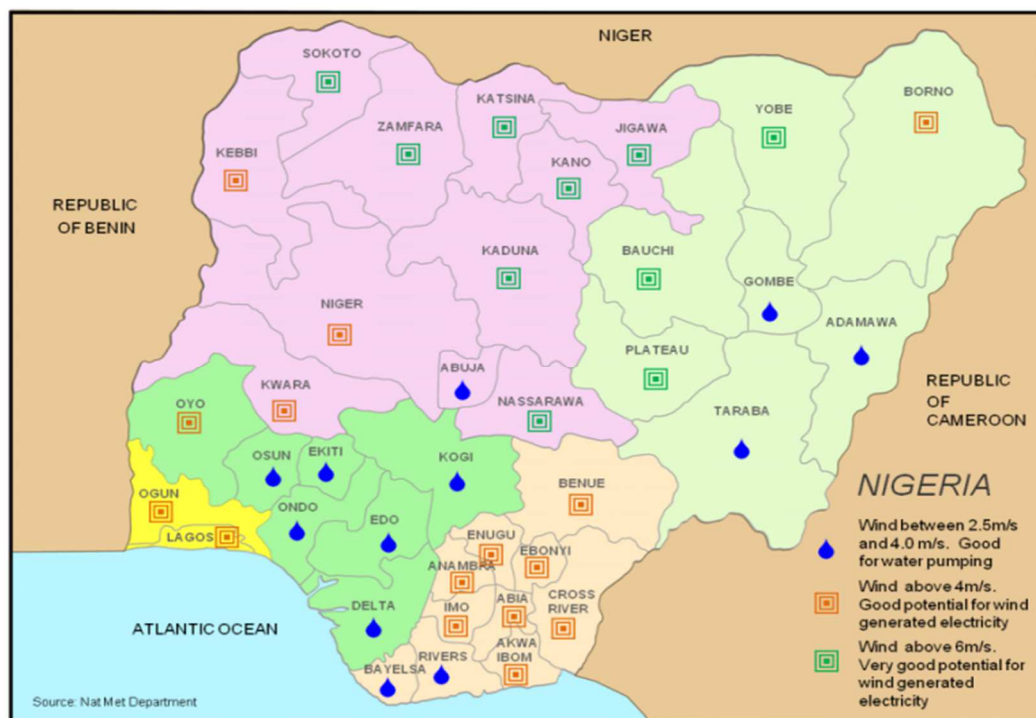 NIGER
SOKOTO
KATSINA
ZAMFARA
JIGAWA
YOBE
BORNO
KEBBI
KANO
REPUBLIC
OF BENIN
KADUNA
BAUCHI
GOMBE
NIGER
ADAMAWA
PLATEAU
ABUJA
KWARA
NASSARAWA
TARABA
REPUBLIC
OF
CAMEROON
OYO
OSUN
EKITI
KOGI
BENUE
OGUN
ONDO
EDO
LAGOS
ENUGU
EBONYI
ANAMBRA
DELTA
IMO
ABIA
CROSS
RIVER
ATLANTIC OCEAN
AKWA
IBOM
BAYELSA
RIVERS
NIGERIA
Wind between 2.5m/s
and 4.0 m/s. Good
for water pumping
Wind above 4m/s.
Good potential for wind
generated electricity
Wind above 6m/s.
Very good potential for
wind generated
electricity
Source: Nat Met Department